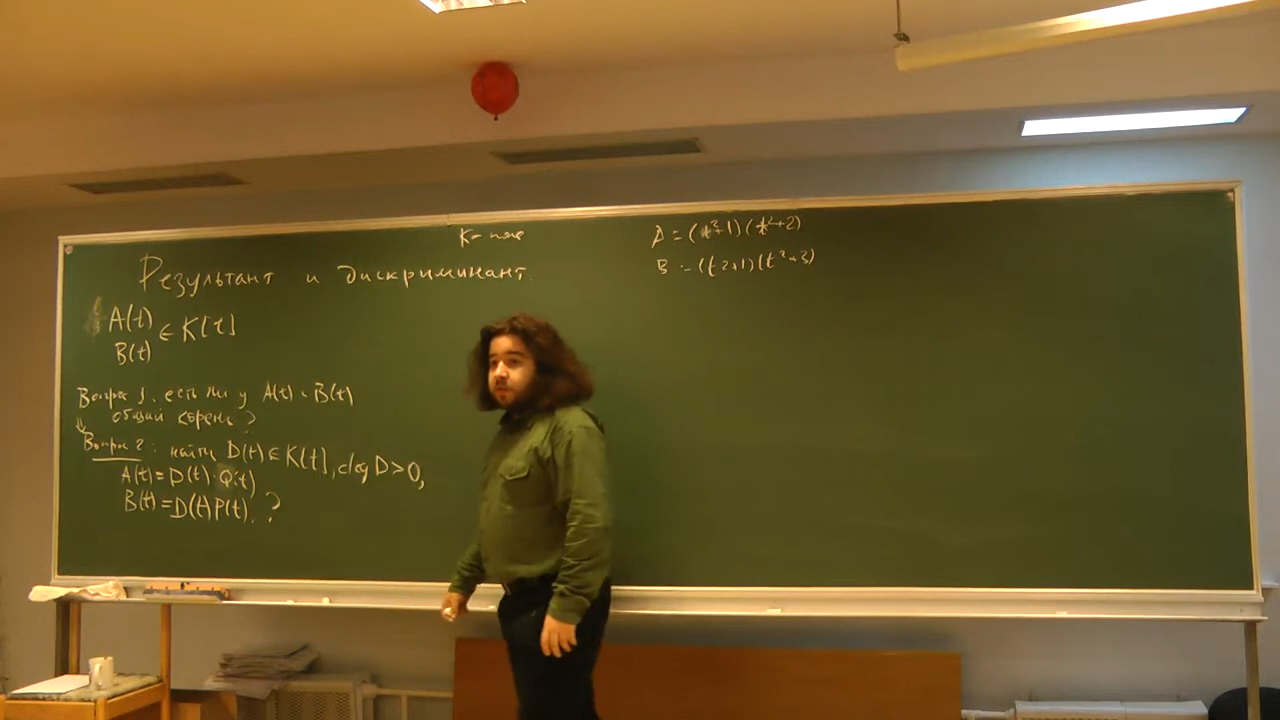 K - поле
Результант и дискриминант.
A(t)
B(t) ∈ K[t]
Вопрос 1. есть ли у A(t) и B(t)
общий корень?
⇓
Вопрос 2: найти D(t) ∈ K[t], deg D > 0,
A(t) = D(t) · Q(t)
B(t) = D(t) P(t). ?
A = (t²+1)(t²+2)
B = (t²+1)(t²+3)